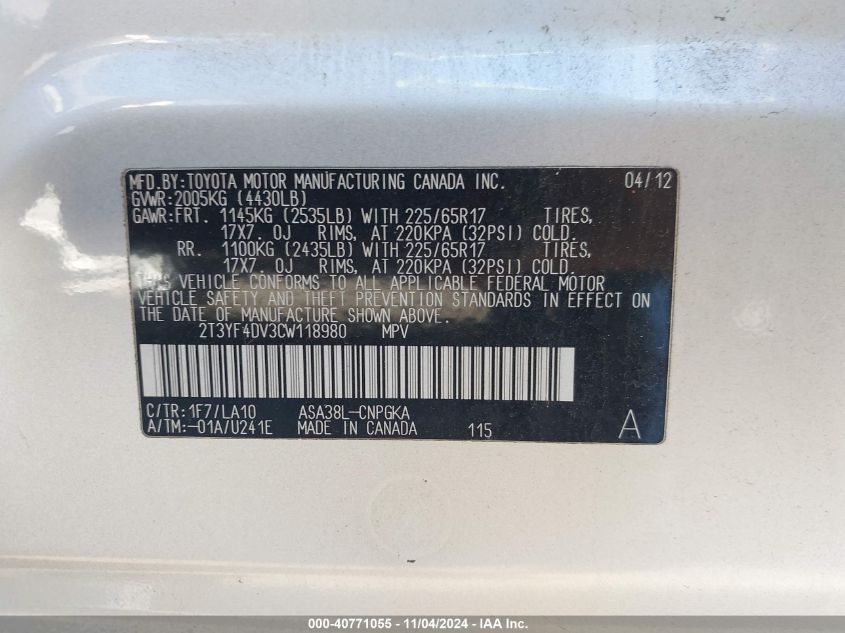 MFD.BY:TOYOTA MOTOR MANUFACTURING CANADA INC. 04/12
GVWR:2005KG (4430LB)
GAWR:FRT. 1145KG (2535LB) WITH 225/65R17 TIRES,
17X7.0J RIMS, AT 220KPA (32PSI) COLD.
RR. 1100KG (2435LB) WITH 225/65R17 TIRES,
17X7.0J RIMS, AT 220KPA (32PSI) COLD.
THIS VEHICLE CONFORMS TO ALL APPLICABLE FEDERAL MOTOR
VEHICLE SAFETY AND THEFT PREVENTION STANDARDS IN EFFECT ON
THE DATE OF MANUFACTURE SHOWN ABOVE.
2T3YF4DV3CW118980 MPV
C/TR:1F7/LA10 ASA38L-CNPGKA
A/TM:-01A/U241E MADE IN CANADA 115 A
000-40771055 - 11/04/2024 - IAA Inc.